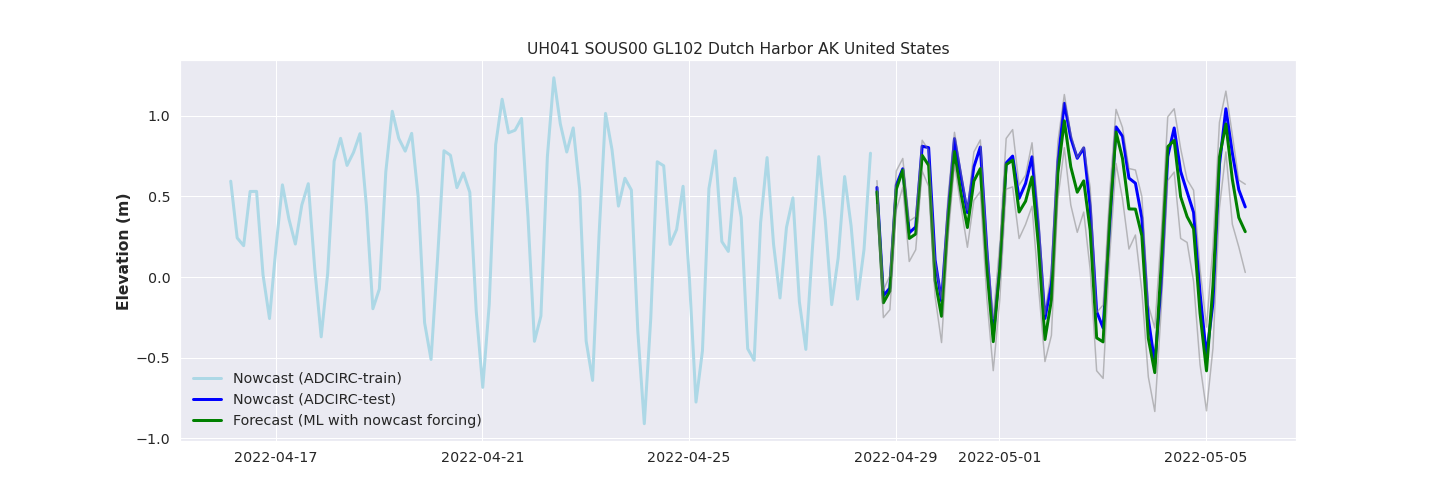 UH041 SOUS00 GL102 Dutch Harbor AK United States
Elevation (m)
1.0
0.5
0.0
−0.5
−1.0
Nowcast (ADCIRC-train)
Nowcast (ADCIRC-test)
Forecast (ML with nowcast forcing)
2022-04-17 2022-04-21 2022-04-25 2022-04-29 2022-05-01 2022-05-05